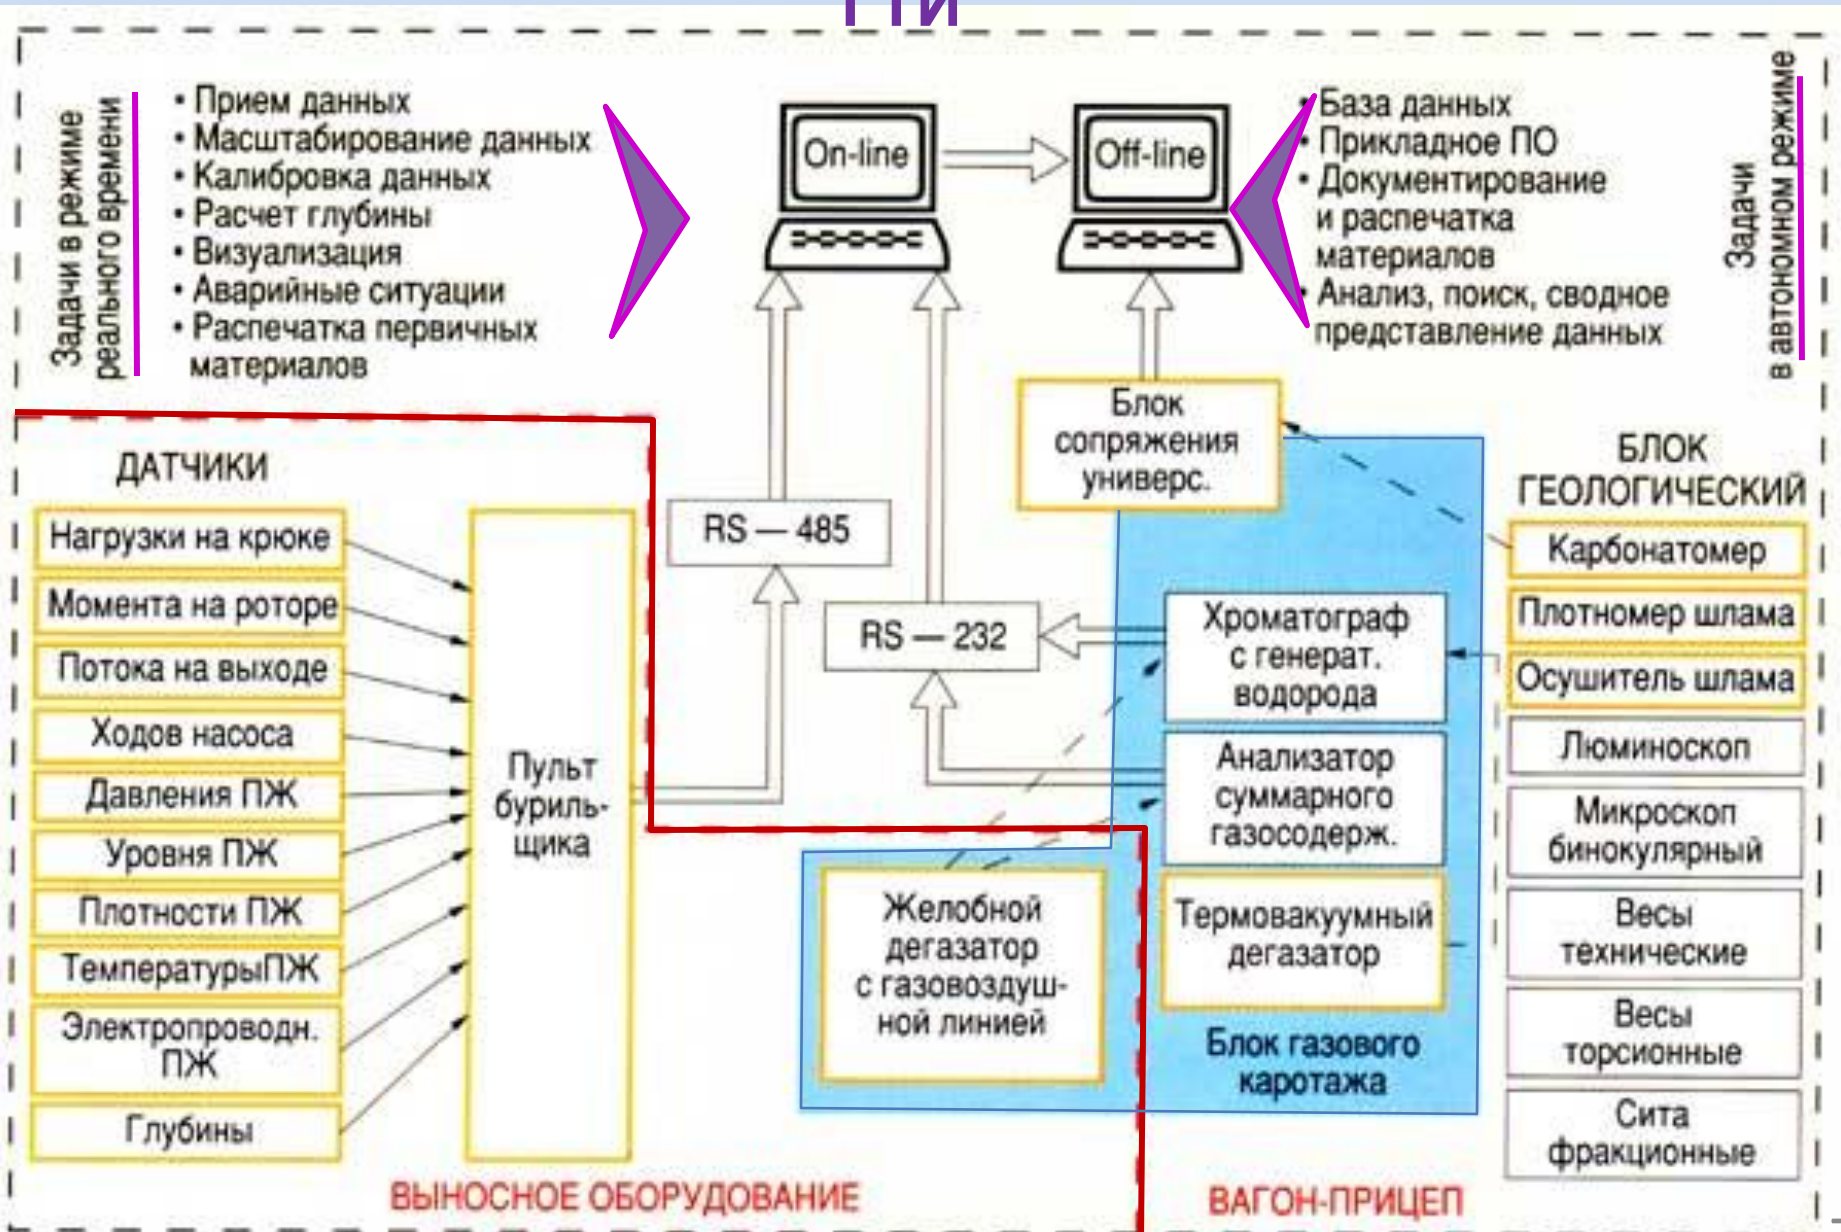 ГТИ
Задачи в режиме
реального времени
• Прием данных
• Масштабирование данных
• Калибровка данных
• Расчет глубины
• Визуализация
• Аварийные ситуации
• Распечатка первичных
материалов
On-line
Off-line
• База данных
• Прикладное ПО
• Документирование
и распечатка
материалов
• Анализ, поиск, сводное
представление данных
Задачи
в автономном режиме
ДАТЧИКИ
Нагрузки на крюке
Момента на роторе
Потока на выходе
Ходов насоса
Давления ПЖ
Уровня ПЖ
Плотности ПЖ
ТемпературыПЖ
Электропроводн.
ПЖ
Глубины
Пульт
буриль-
щика
RS — 485
RS — 232
Блок
сопряжения
универс.
Хроматограф
с генерат.
водорода
Анализатор
суммарного
газосодерж.
Желобной
дегазатор
с газовоздуш-
ной линией
Термовакуумный
дегазатор
Блок газового
каротажа
БЛОК
ГЕОЛОГИЧЕСКИЙ
Карбонатомер
Плотномер шлама
Осушитель шлама
Люминоскоп
Микроскоп
бинокулярный
Весы
технические
Весы
торсионные
Сита
фракционные
ВЫНОСНОЕ ОБОРУДОВАНИЕ
ВАГОН-ПРИЦЕП